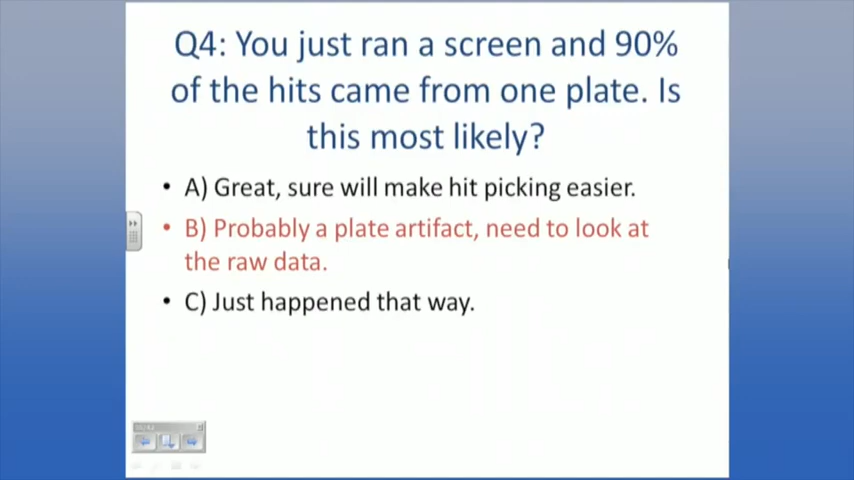 Q4: You just ran a screen and 90%
of the hits came from one plate. Is
this most likely?
• A) Great, sure will make hit picking easier.
• B) Probably a plate artifact, need to look at
the raw data.
• C) Just happened that way.